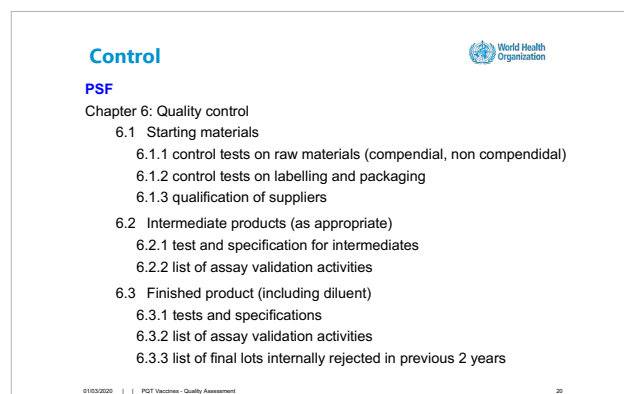 Control
World Health
Organization
PSF
Chapter 6: Quality control
6.1 Starting materials
6.1.1 control tests on raw materials (compendial, non compendidal)
6.1.2 control tests on labelling and packaging
6.1.3 qualification of suppliers
6.2 Intermediate products (as appropriate)
6.2.1 test and specification for intermediates
6.2.2 list of assay validation activities
6.3 Finished product (including diluent)
6.3.1 tests and specifications
6.3.2 list of assay validation activities
6.3.3 list of final lots internally rejected in previous 2 years
01/03/2020 | | PQT Vaccines - Quality Assessment 20